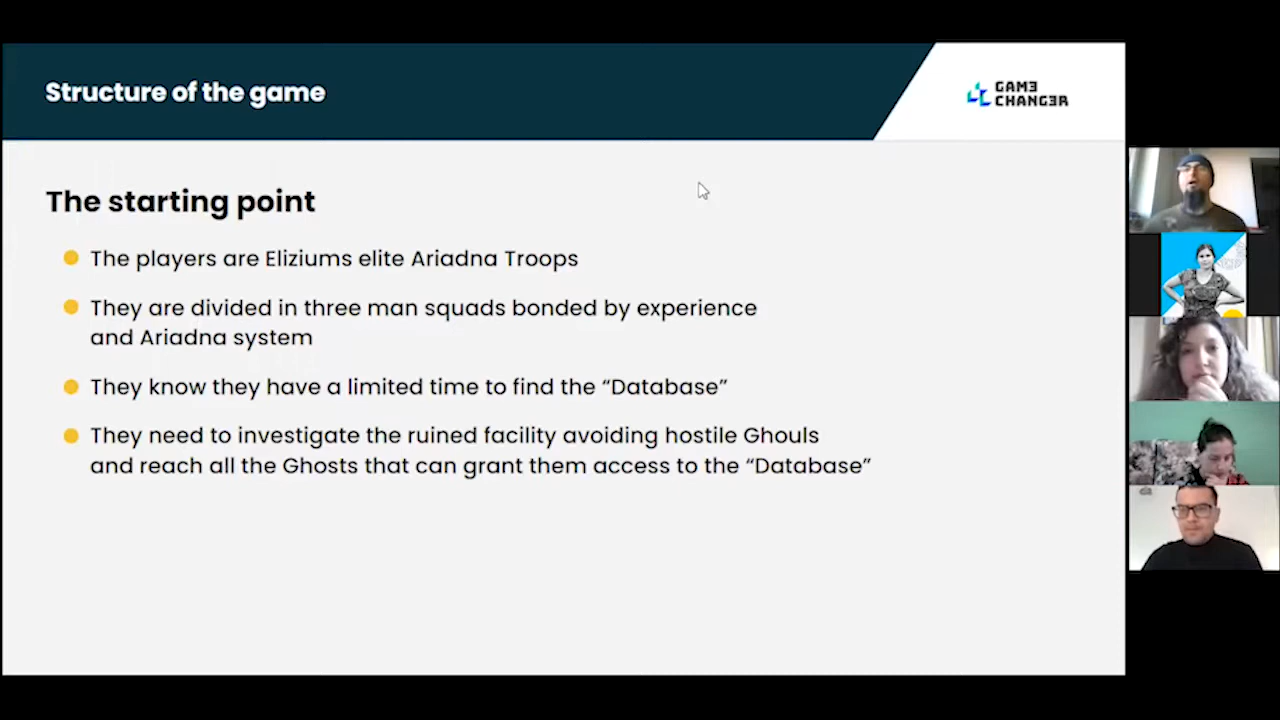 Structure of the game
GAMƎ
CHANGƎR
The starting point
The players are Eliziums elite Ariadna Troops
They are divided in three man squads bonded by experience
and Ariadna system
They know they have a limited time to find the “Database”
They need to investigate the ruined facility avoiding hostile Ghouls
and reach all the Ghosts that can grant them access to the “Database”